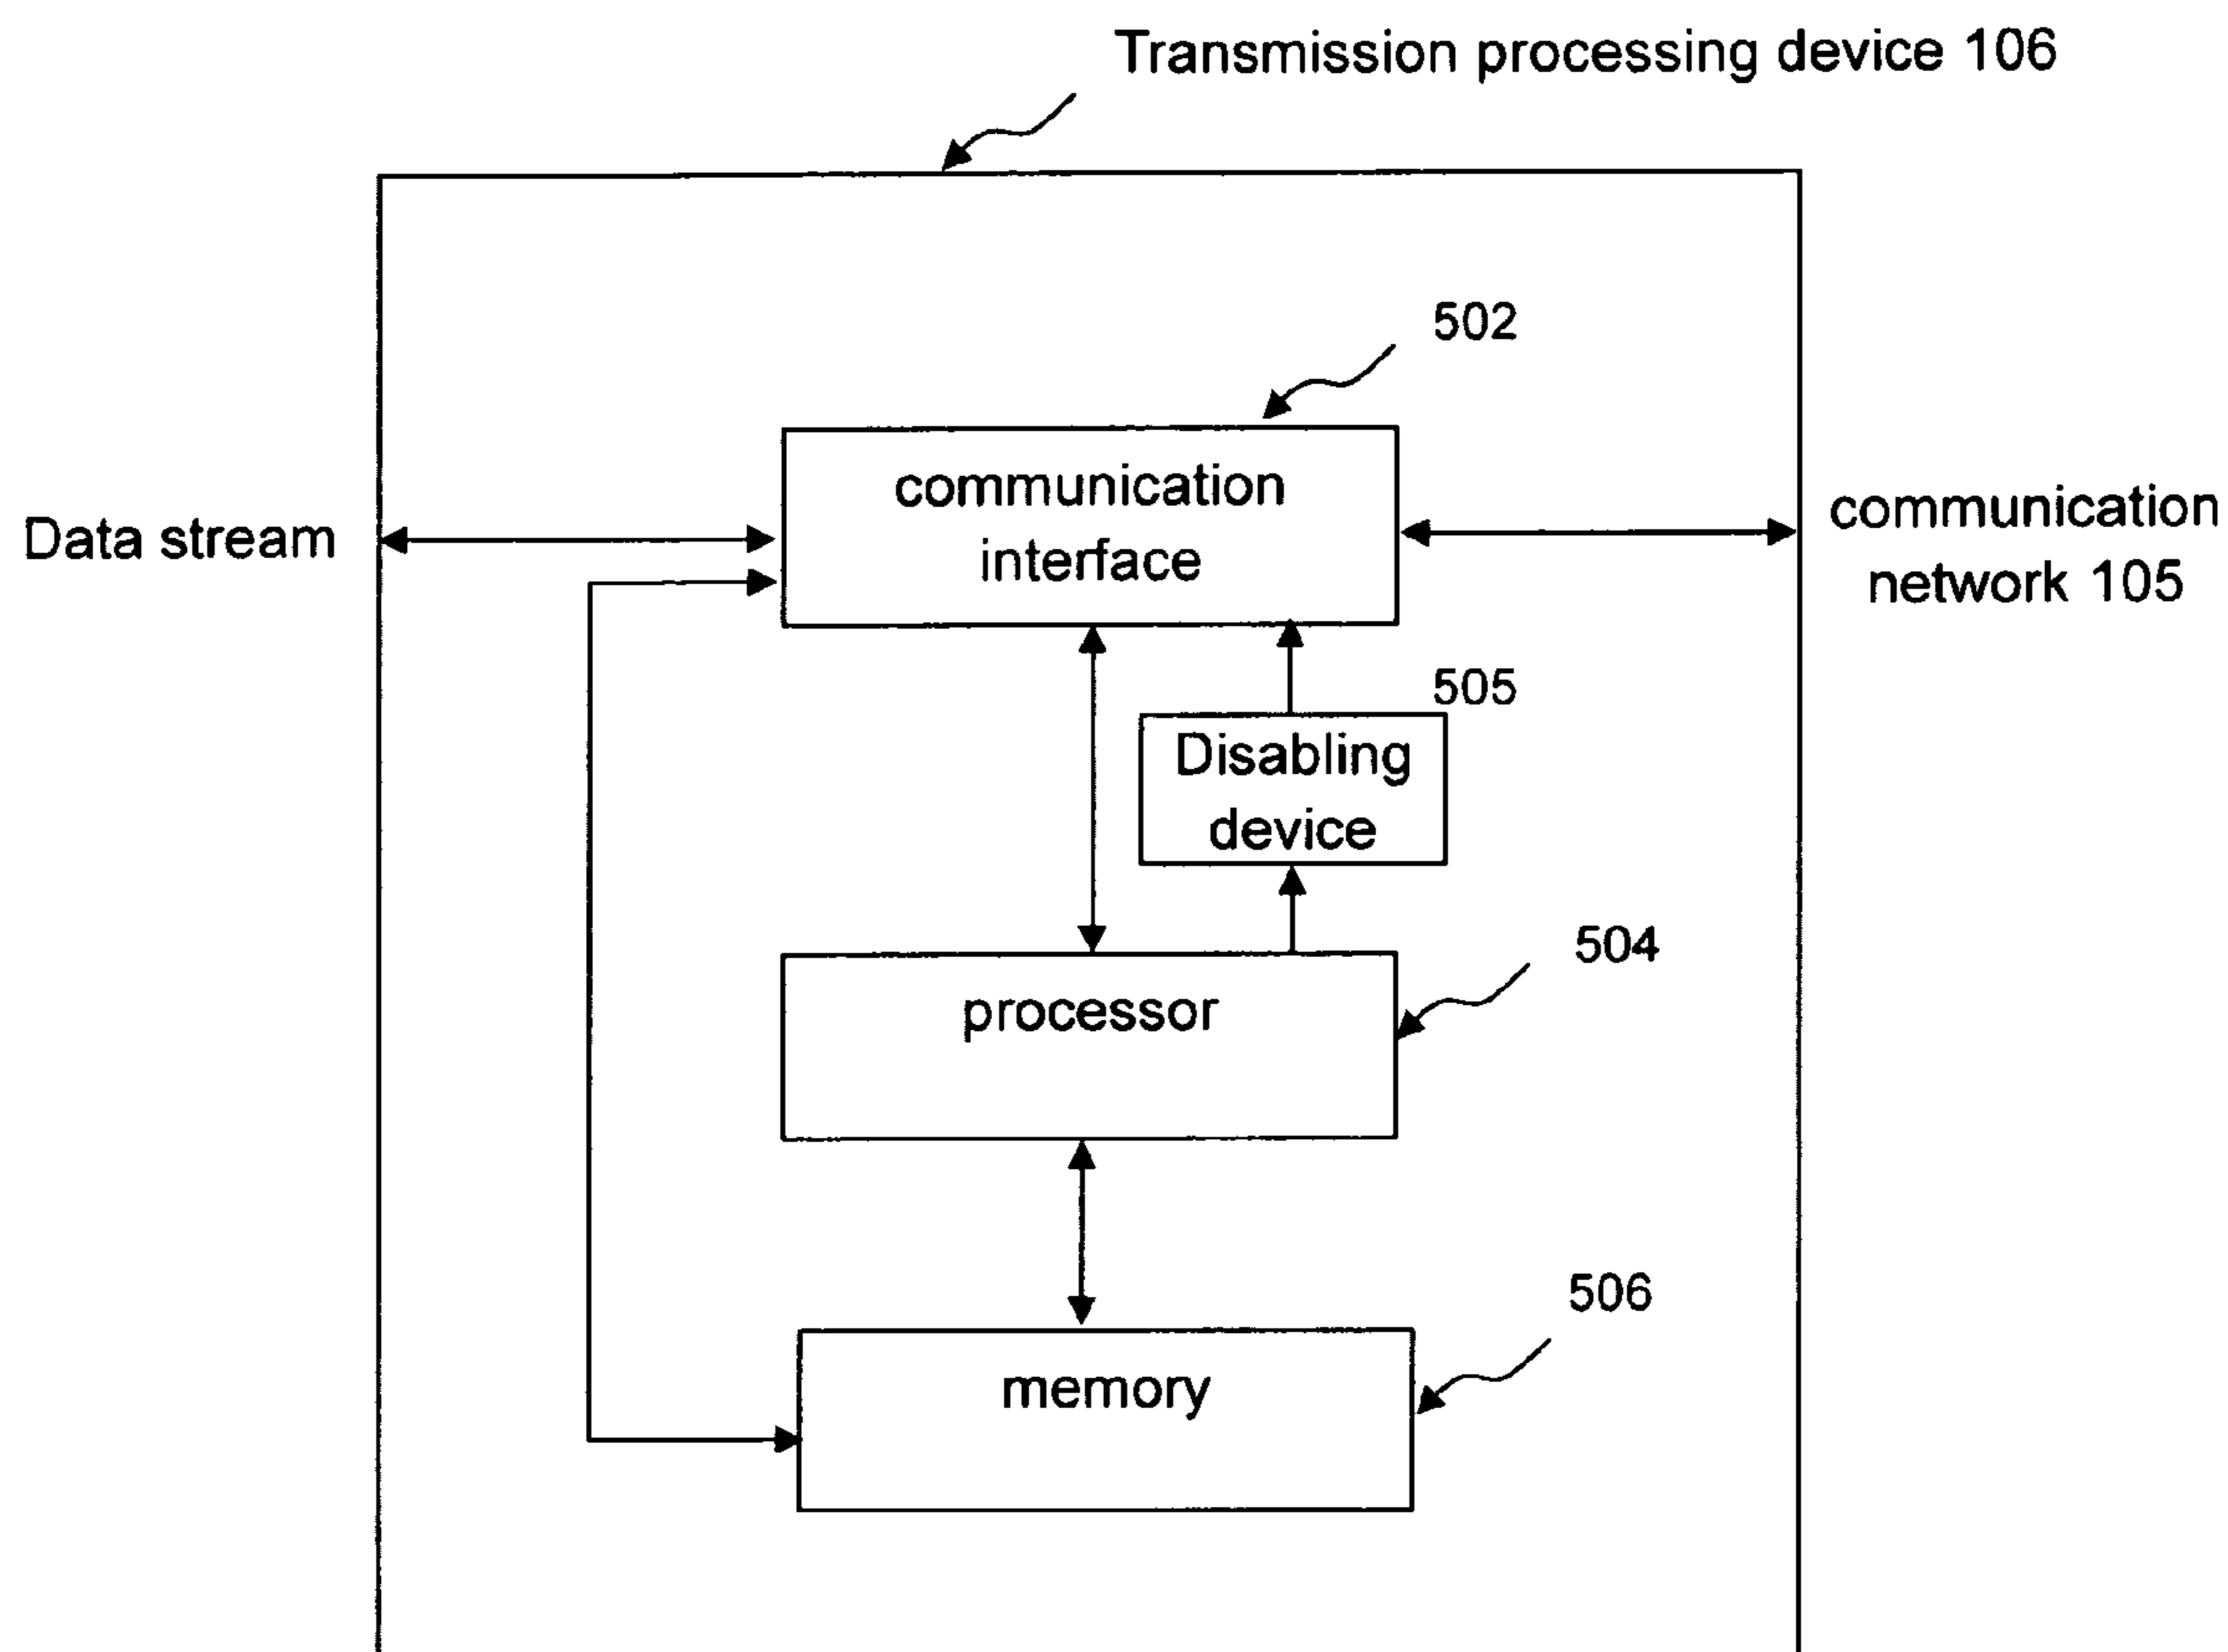 Transmission processing device 106
502
communication
interface
Data stream
communication
network 105
505
Disabling
device
504
processor
506
memory